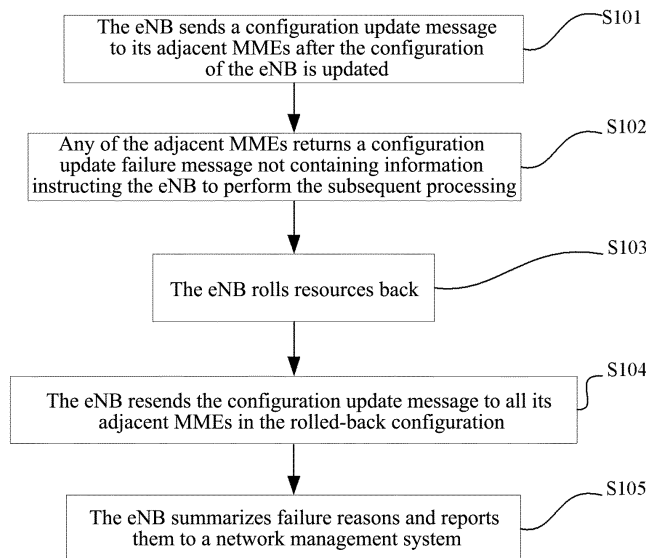 The eNB sends a configuration update message
to its adjacent MMEs after the configuration
of the eNB is updated
S101
Any of the adjacent MMEs returns a configuration
update failure message not containing information
instructing the eNB to perform the subsequent processing
S102
The eNB rolls resources back
S103
The eNB resends the configuration update message to all its
adjacent MMEs in the rolled-back configuration
S104
The eNB summarizes failure reasons and reports
them to a network management system
S105